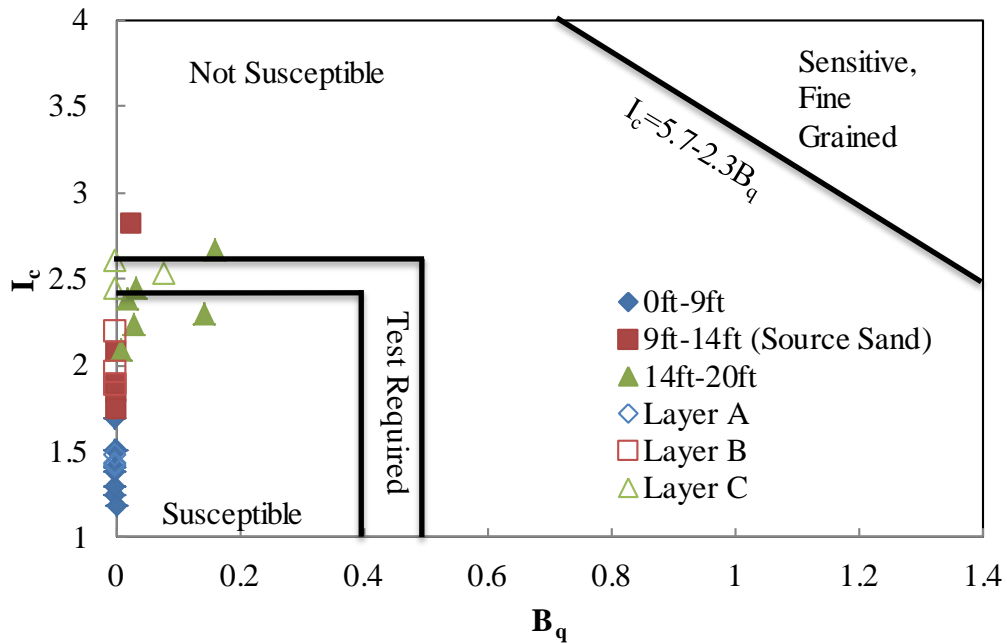 4
3.5
3
2.5
2
1.5
1
I_c
Not Susceptible
Sensitive,
Fine
Grained
I_c=5.7-2.3B_q
Test Required
Susceptible
0ft-9ft
9ft-14ft (Source Sand)
14ft-20ft
Layer A
Layer B
Layer C
0
0.2
0.4
0.6
0.8
1
1.2
1.4
B_q